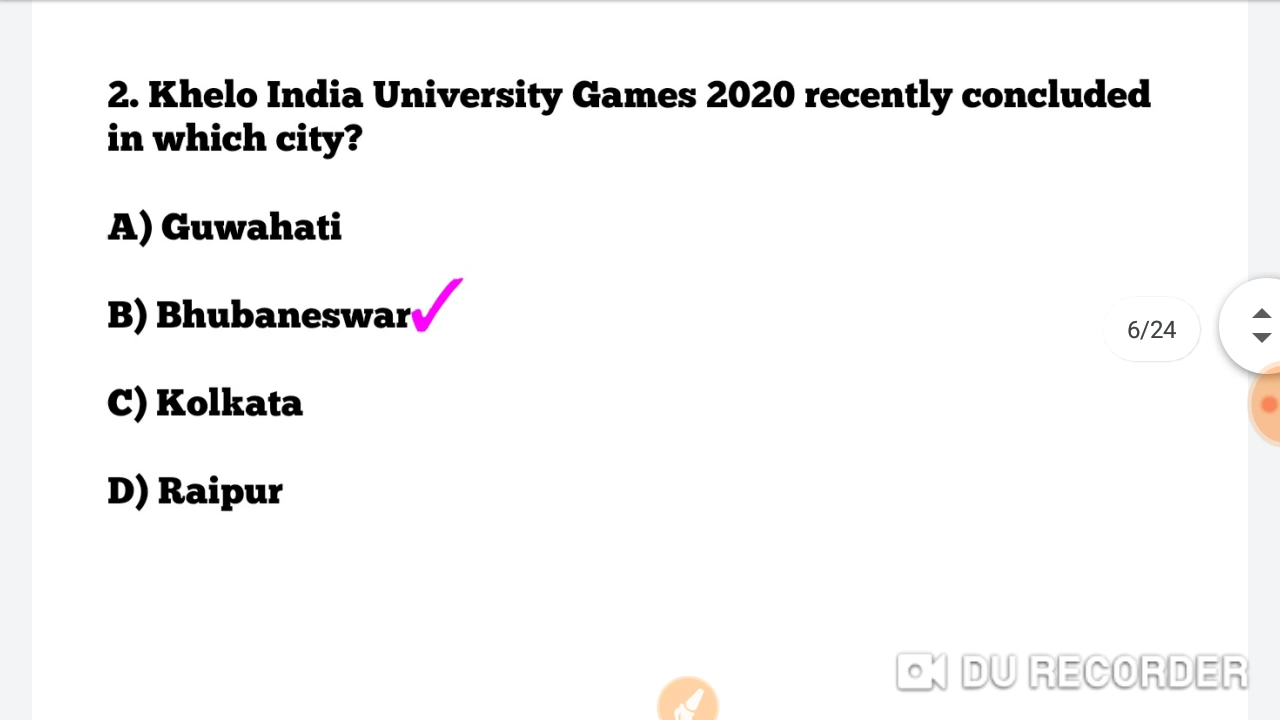 2. Khelo India University Games 2020 recently concluded
in which city?
A) Guwahati
B) Bhubaneswar
C) Kolkata
D) Raipur
6/24
DU RECORDER